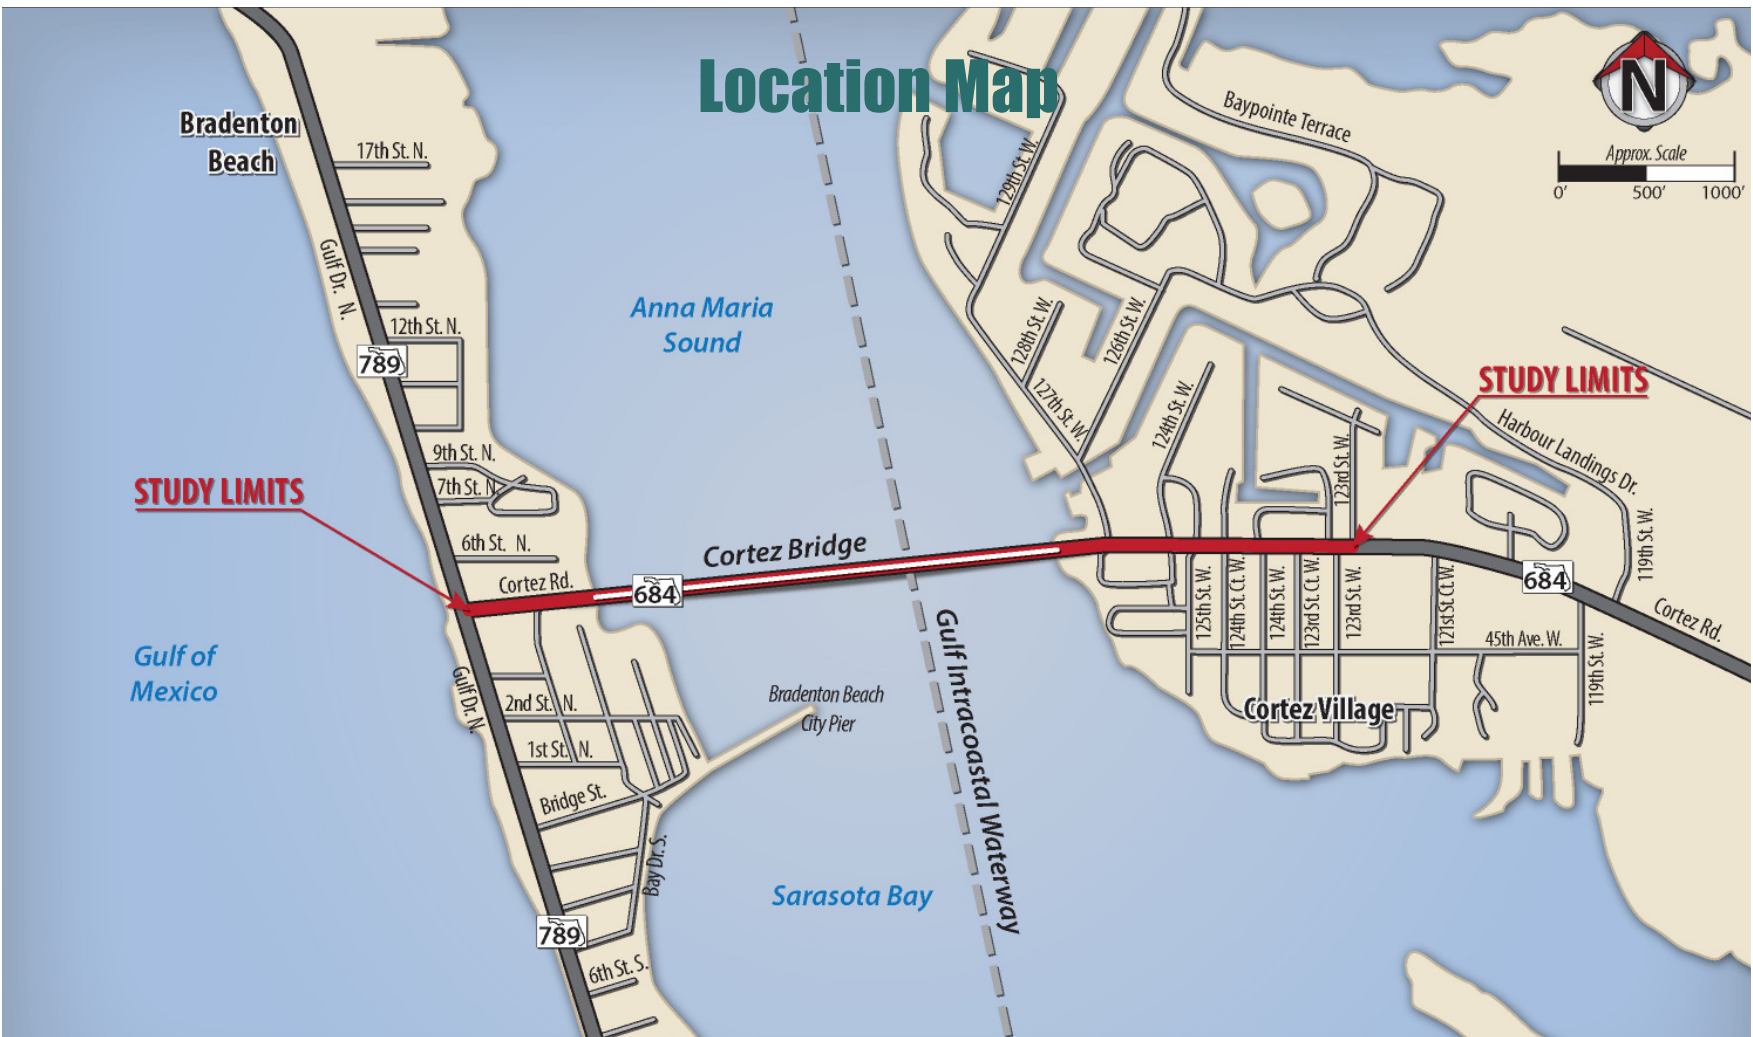 Location Map
N
Approx. Scale
0' 500' 1000'
Bradenton
Beach
17th St. N.
Gulf Dr. N.
12th St. N.
789
9th St. N.
7th St. N.
STUDY LIMITS
6th St. N.
Cortez Rd.
684
Cortez Bridge
Anna Maria
Sound
Gulf of
Mexico
Gulf Dr. N.
2nd St. N.
1st St. N.
Bridge St.
Bay Dr. S.
789
6th St. S.
Bradenton Beach
City Pier
Sarasota Bay
Gulf Intracoastal Waterway
Baypointe Terrace
129th St. W.
128th St. W.
126th St. W.
127th St. W.
124th St. W.
123rd St. W.
STUDY LIMITS
Harbour Landings Dr.
119th St. W.
684
Cortez Rd.
125th St. W.
124th St. Ct. W.
124th St. W.
123rd St. Ct. W.
123rd St. W.
121st St. Ct. W.
45th Ave. W.
119th St. W.
Cortez Village